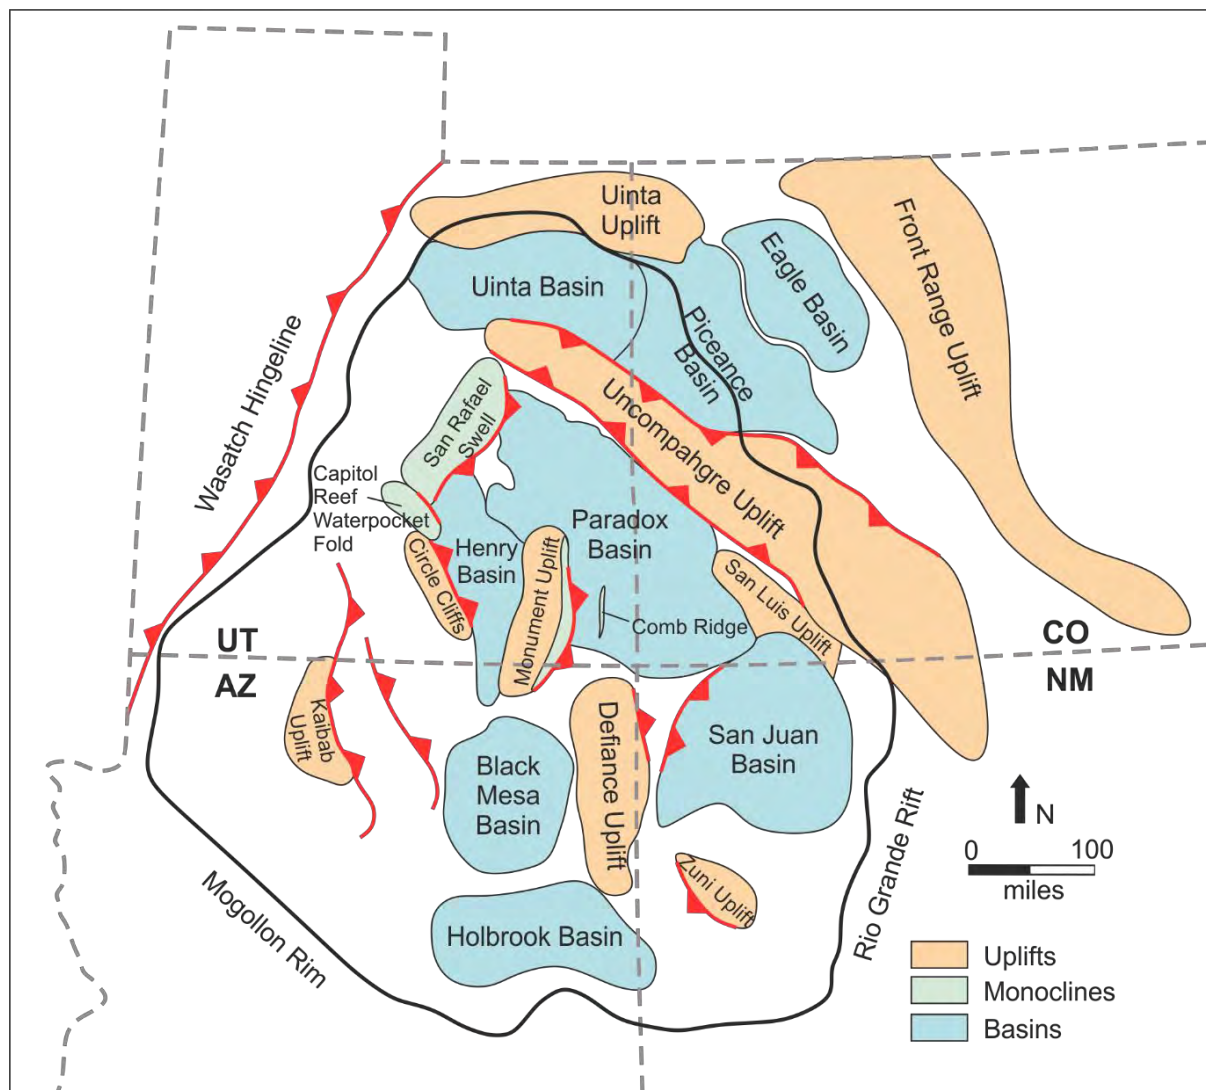 Uinta
Uplift
Front Range Uplift
Eagle Basin
Uinta Basin
Piceance
Basin
Wasatch Hingeline
San Rafael
Swell
Uncompahgre Uplift
Capitol
Reef
Waterpocket
Fold
Paradox
Basin
Henry
Basin
Circle Cliffs
Monument Uplift
San Luis Uplift
Comb Ridge
UT
CO
AZ
NM
Kaibab
Uplift
Defiance Uplift
San Juan
Basin
Black
Mesa
Basin
N
0
100
miles
Zuni Uplift
Rio Grande Rift
Mogollon Rim
Holbrook Basin
Uplifts
Monoclines
Basins